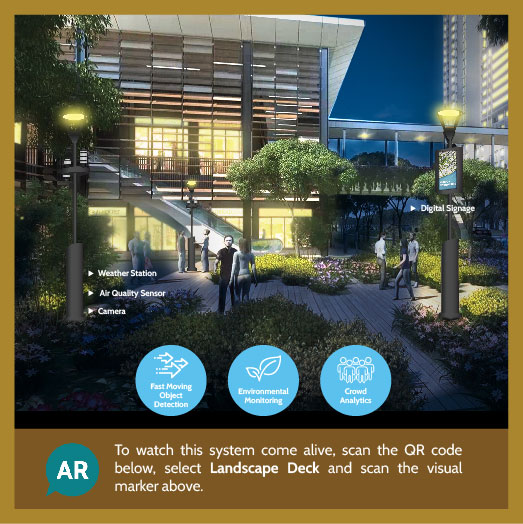 Digital Signage
Weather Station
Air Quality Sensor
Camera
Fast Moving
Object
Detection
Environmental
Monitoring
Crowd
Analytics
AR
To watch this system come alive, scan the QR code
below, select Landscape Deck and scan the visual
marker above.